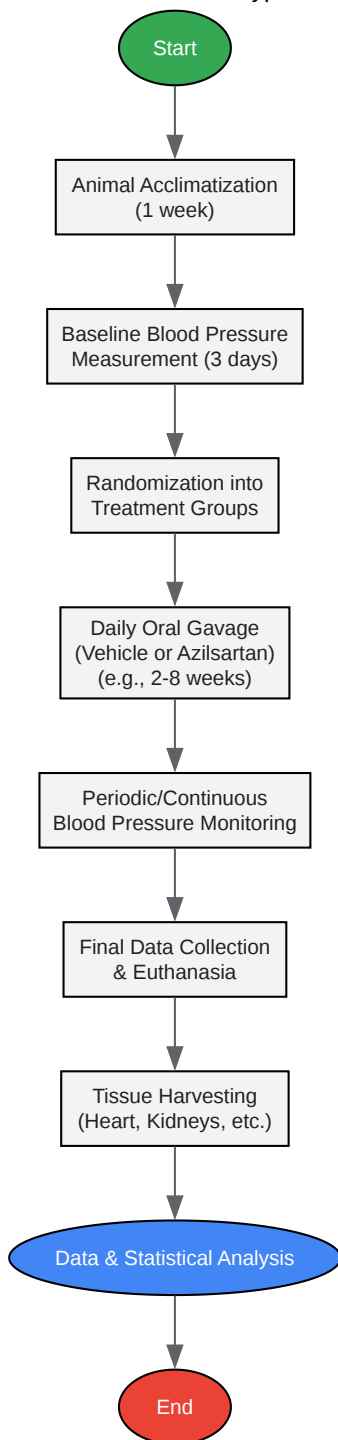 Start
Animal Acclimatization
(1 week)
Baseline Blood Pressure
Measurement (3 days)
Randomization into
Treatment Groups
Daily Oral Gavage
(Vehicle or Azilsartan)
(e.g., 2-8 weeks)
Periodic/Continuous
Blood Pressure Monitoring
Final Data Collection
& Euthanasia
Tissue Harvesting
(Heart, Kidneys, etc.)
Data & Statistical Analysis
End